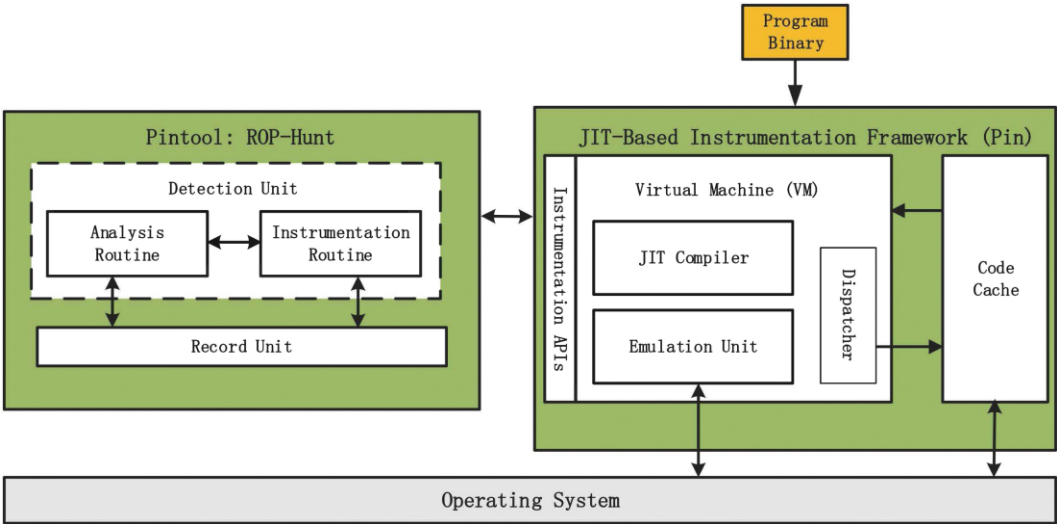 Program
Binary
Pintool: ROP-Hunt
Detection Unit
Analysis
Routine
Instrumentation
Routine
Record Unit
JIT-Based Instrumentation Framework (Pin)
Instrumentation APIs
Virtual Machine (VM)
JIT Compiler
Emulation Unit
Dispatcher
Code
Cache
Operating System